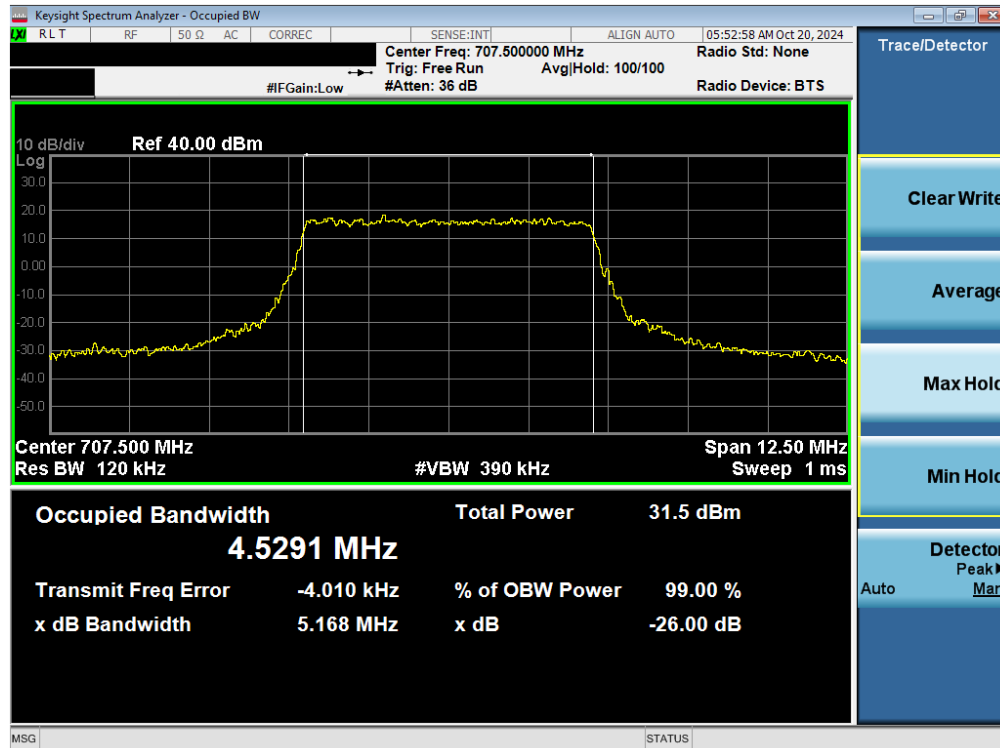 Keysight Spectrum Analyzer - Occupied BW
LXI RLT RF 50 Ω AC CORREC SENSE:INT ALIGN AUTO 05:52:58 AM Oct 20, 2024
Center Freq: 707.500000 MHz Radio Std: None
Trig: Free Run Avg|Hold: 100/100
#IFGain:Low #Atten: 36 dB Radio Device: BTS
10 dB/div Ref 40.00 dBm
Log
30.0
20.0
10.0
0.00
-10.0
-20.0
-30.0
-40.0
-50.0
Center 707.500 MHz Span 12.50 MHz
Res BW 120 kHz #VBW 390 kHz Sweep 1 ms
Occupied Bandwidth Total Power 31.5 dBm
4.5291 MHz
Transmit Freq Error -4.010 kHz % of OBW Power 99.00 %
x dB Bandwidth 5.168 MHz x dB -26.00 dB
MSG STATUS
Trace/Detector
Clear Write
Average
Max Hold
Min Hold
Detector
Peak
Auto Man